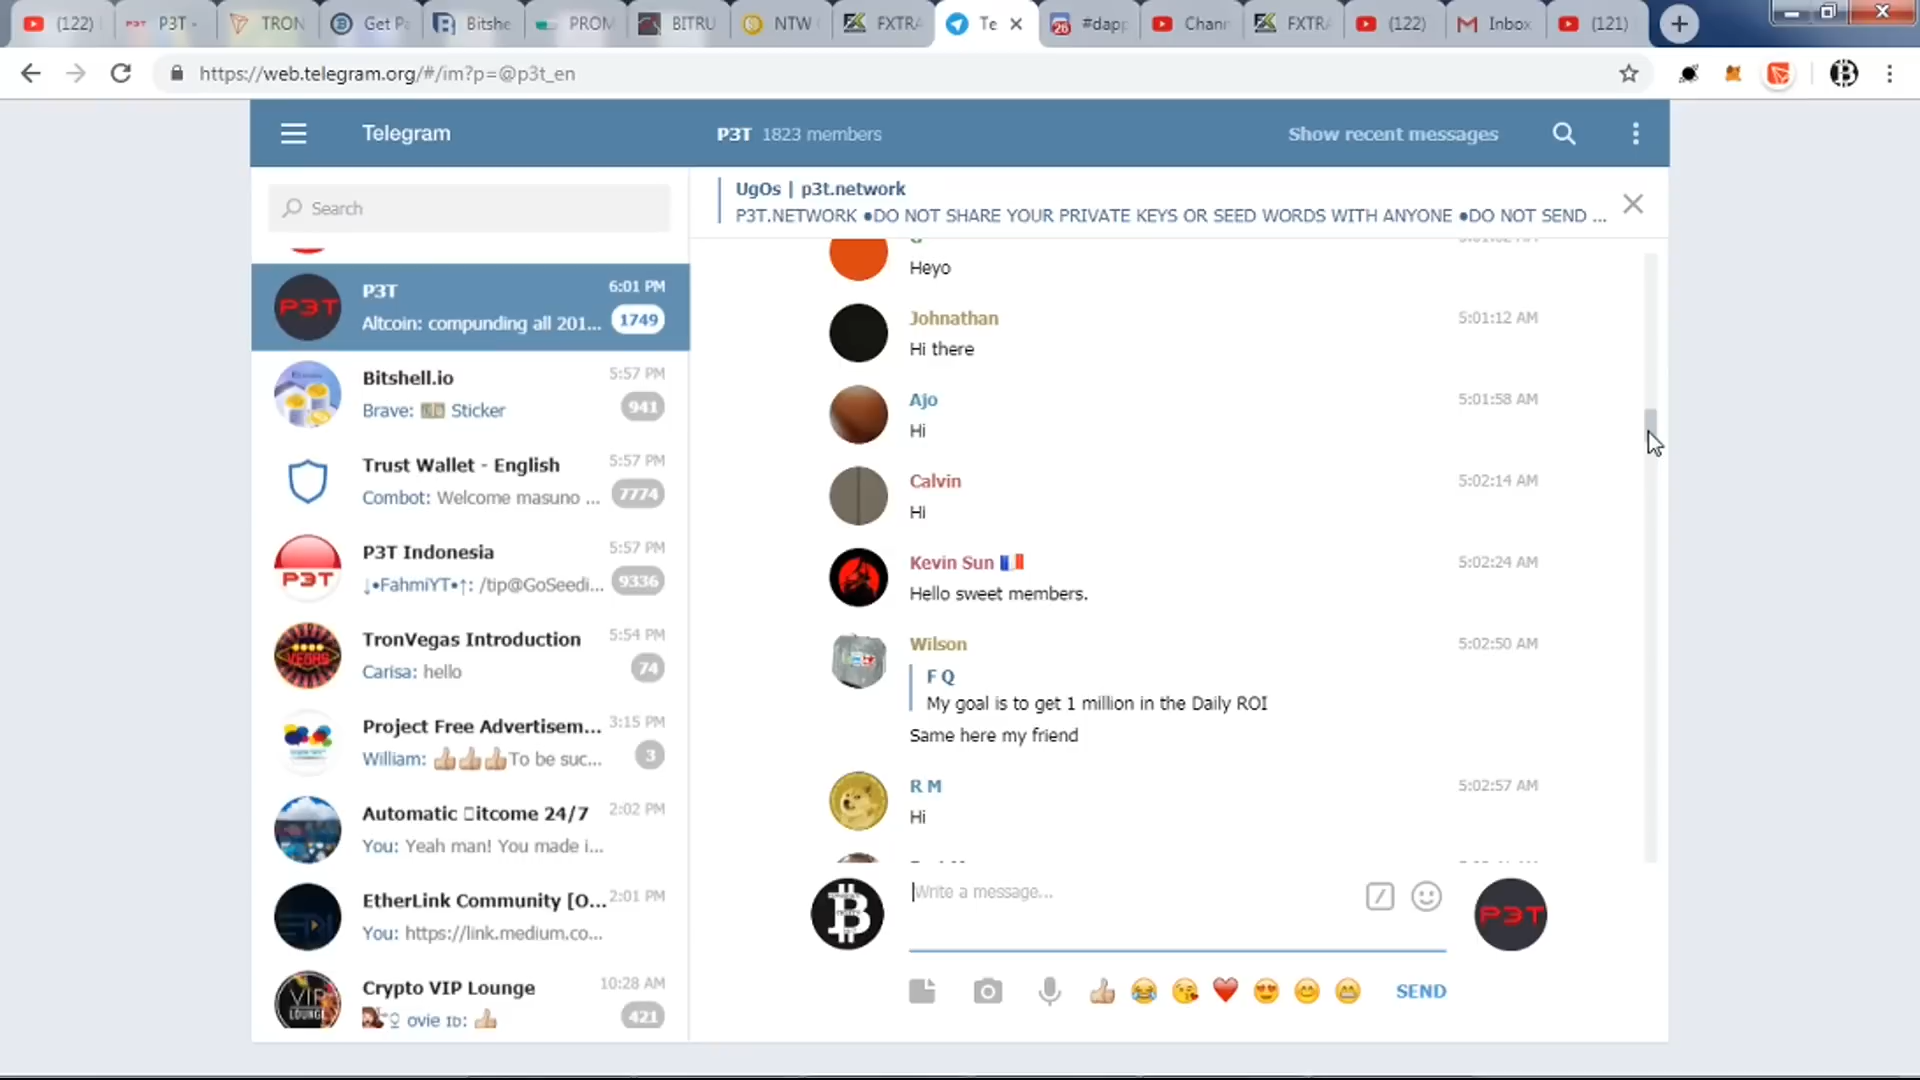 (122)
P3T -
TRON
Get Pa
Bitshe
PROM
BITRU
NTW
FXTRA
Te
#dapp
Chann
FXTRA
(122)
Inbox
(121)
https://web.telegram.org/#/im?p=@p3t_en
Telegram
P3T 1823 members
Show recent messages
Search
UgOs | p3t.network
P3T.NETWORK ●DO NOT SHARE YOUR PRIVATE KEYS OR SEED WORDS WITH ANYONE ●DO NOT SEND ...
P3T 6:01 PM
Altcoin: compunding all 201... 1749
Bitshell.io 5:57 PM
Brave: Sticker 941
Trust Wallet - English 5:57 PM
Combot: Welcome masuno ... 7774
P3T Indonesia 5:57 PM
↓•FahmiYT•↑: /tip@GoSeedi... 9336
TronVegas Introduction 5:54 PM
Carisa: hello 74
Project Free Advertisem... 3:15 PM
William: 👍👍👍To be suc... 3
Automatic ▯itcome 24/7 2:02 PM
You: Yeah man! You made i...
EtherLink Community [O... 2:01 PM
You: https://link.medium.co...
Crypto VIP Lounge 10:28 AM
ovie ɪᴅ: 👍 421
Heyo
Johnathan 5:01:12 AM
Hi there
Ajo 5:01:58 AM
Hi
Calvin 5:02:14 AM
Hi
Kevin Sun 5:02:24 AM
Hello sweet members.
Wilson 5:02:50 AM
F Q
My goal is to get 1 million in the Daily ROI
Same here my friend
R M 5:02:57 AM
Hi
Write a message...
P3T
SEND